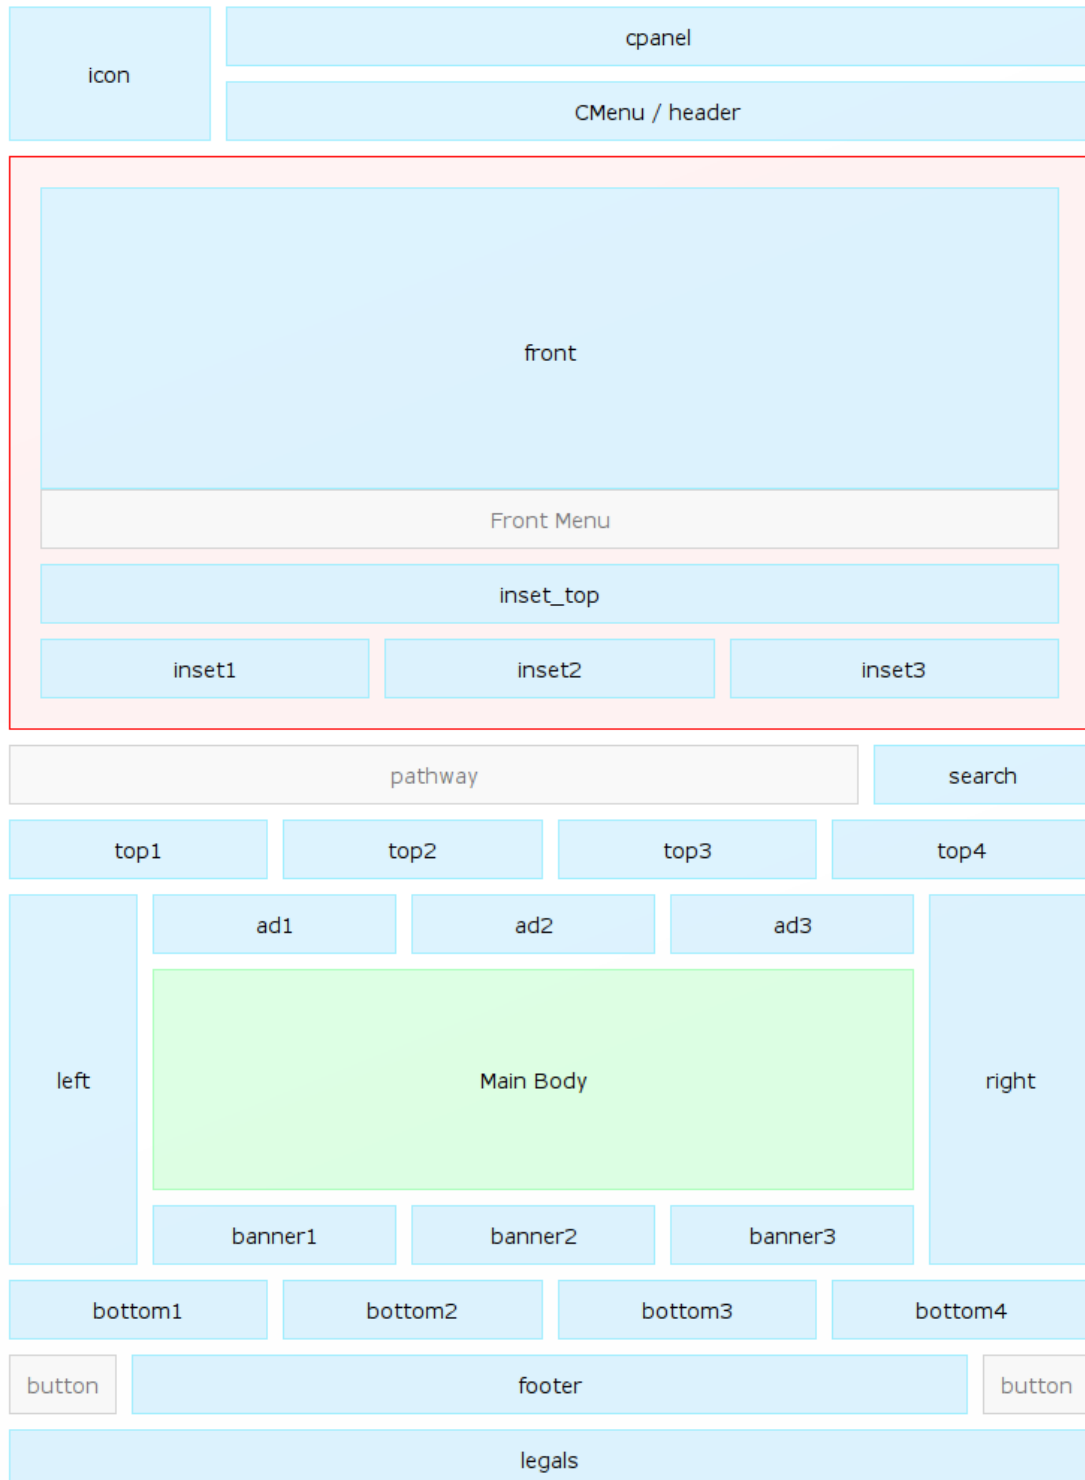 icon
cpanel
CMenu / header
front
Front Menu
inset_top
inset1 inset2 inset3
pathway search
top1 top2 top3 top4
ad1 ad2 ad3
left Main Body right
banner1 banner2 banner3
bottom1 bottom2 bottom3 bottom4
button footer button
legals